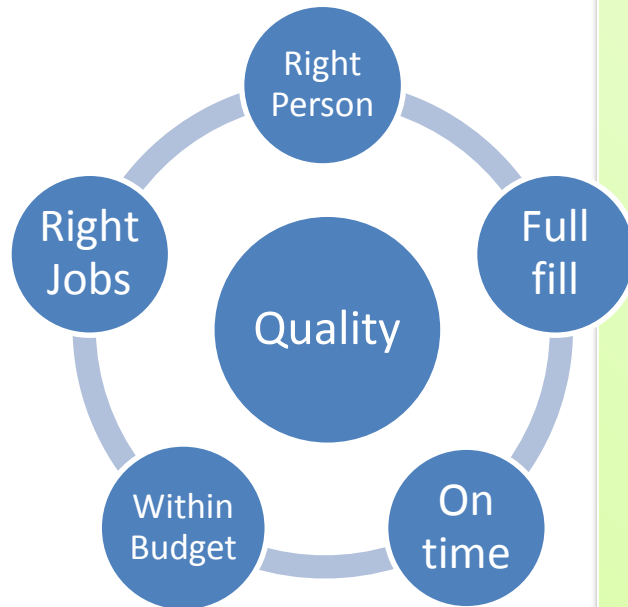 Right
Person
Full
fill
On
time
Within
Budget
Right
Jobs
Quality